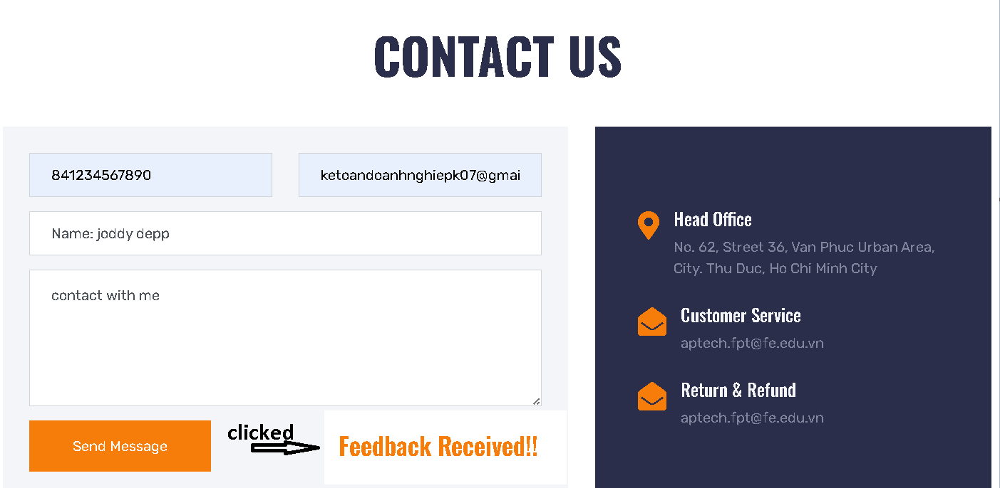 CONTACT US
841234567890
ketoandoanhnghiepk07@gmai
Name: joddy depp
contact with me
Send Message
clicked
Feedback Received!!
Head Office
No. 62, Street 36, Van Phuc Urban Area,
City. Thu Duc, Ho Chi Minh City
Customer Service
aptech.fpt@fe.edu.vn
Return & Refund
aptech.fpt@fe.edu.vn